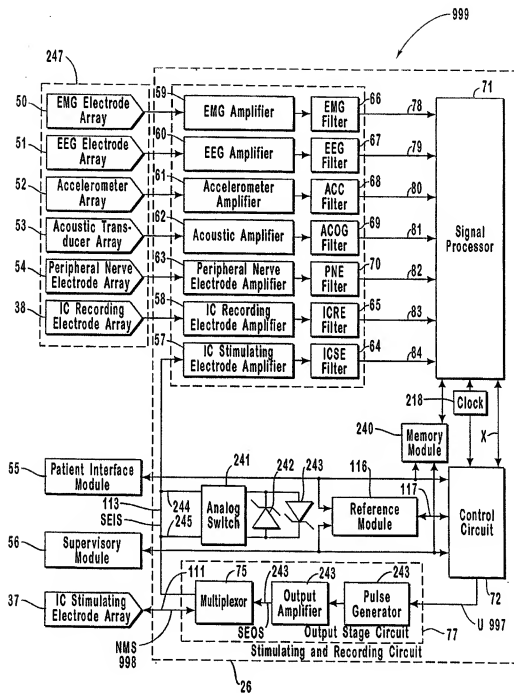 999
247
71
50
EMG Electrode
Array
59
EMG Amplifier
EMG
Filter
66
78
51
EEG Electrode
Array
60
EEG Amplifier
EEG
Filter
67
79
52
Accelerometer
Array
61
Accelerometer
Amplifier
ACC
Filter
68
80
53
Acoustic Trans-
ducer Array
62
Acoustic Amplifier
ACOG
Filter
69
81
Signal
Processor
54
Peripheral Nerve
Electrode Array
63
Peripheral Nerve
Electrode Amplifier
PNE
Filter
70
82
38
IC Recording
Electrode Array
58
IC Recording
Electrode Amplifier
ICRE
Filter
65
83
57
IC Stimulating
Electrode Amplifier
ICSE
Filter
64
84
218
Clock
240
Memory
Module
X
55
Patient Interface
Module
241
242
243
116
113
244
SEIS
245
Analog
Switch
Reference
Module
117
Control
Circuit
72
56
Supervisory
Module
37
IC Stimulating
Electrode Array
111
NMS
998
75
Multiplexor
243
SEOS
243
Output
Amplifier
243
Pulse
Generator
Output Stage Circuit
77
U 997
Stimulating and Recording Circuit
26